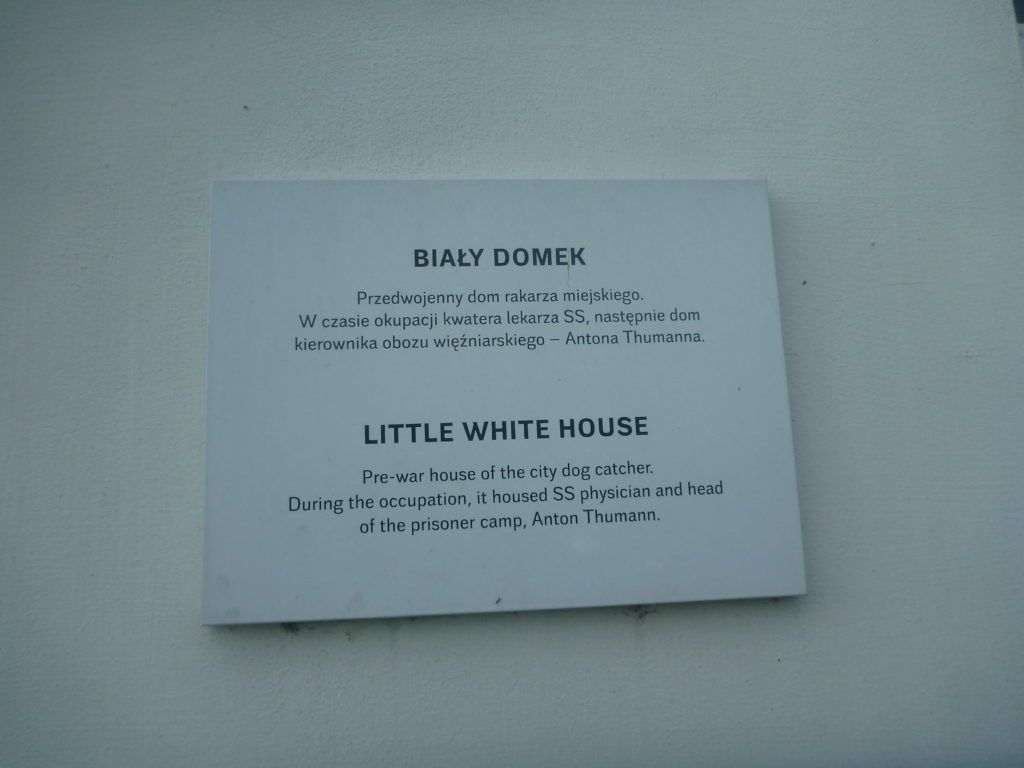 BIAŁY DOMEK
Przedwojenny dom rakarza miejskiego.
W czasie okupacji kwatera lekarza SS, następnie dom
kierownika obozu więźniarskiego – Antona Thumanna.
LITTLE WHITE HOUSE
Pre-war house of the city dog catcher.
During the occupation, it housed SS physician and head
of the prisoner camp, Anton Thumann.